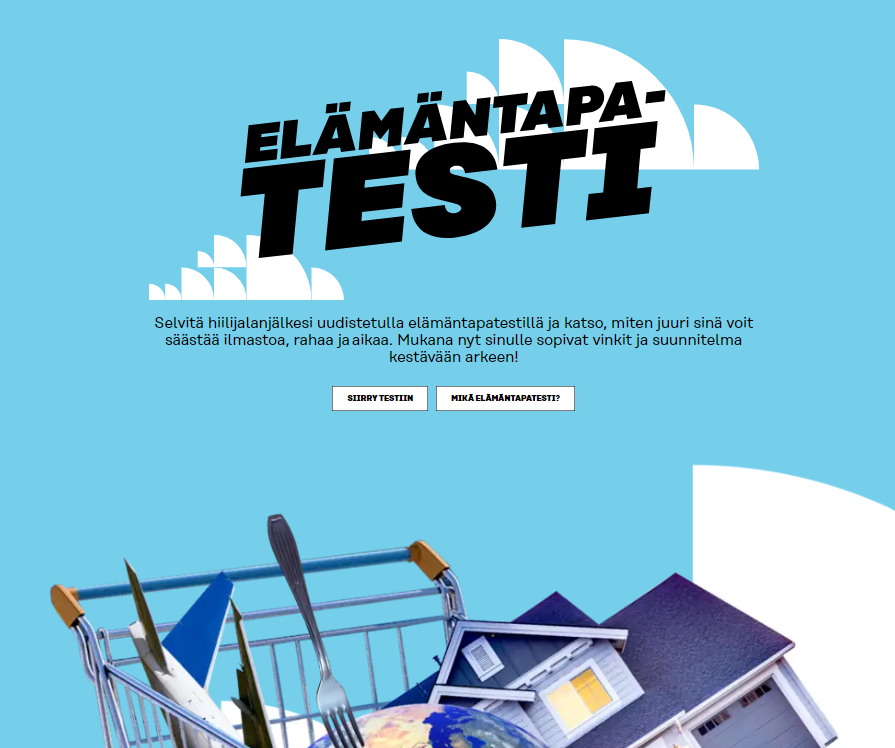 ELÄMÄNTAPA-
TESTI
Selvitä hiilijalanjälkesi uudistetulla elämäntapatestillä ja katso, miten juuri sinä voit
säästää ilmastoa, rahaa ja aikaa. Mukana nyt sinulle sopivat vinkit ja suunnitelma
kestävään arkeen!
SIIRRY TESTIIN
MIKÄ ELÄMÄNTAPATESTI?